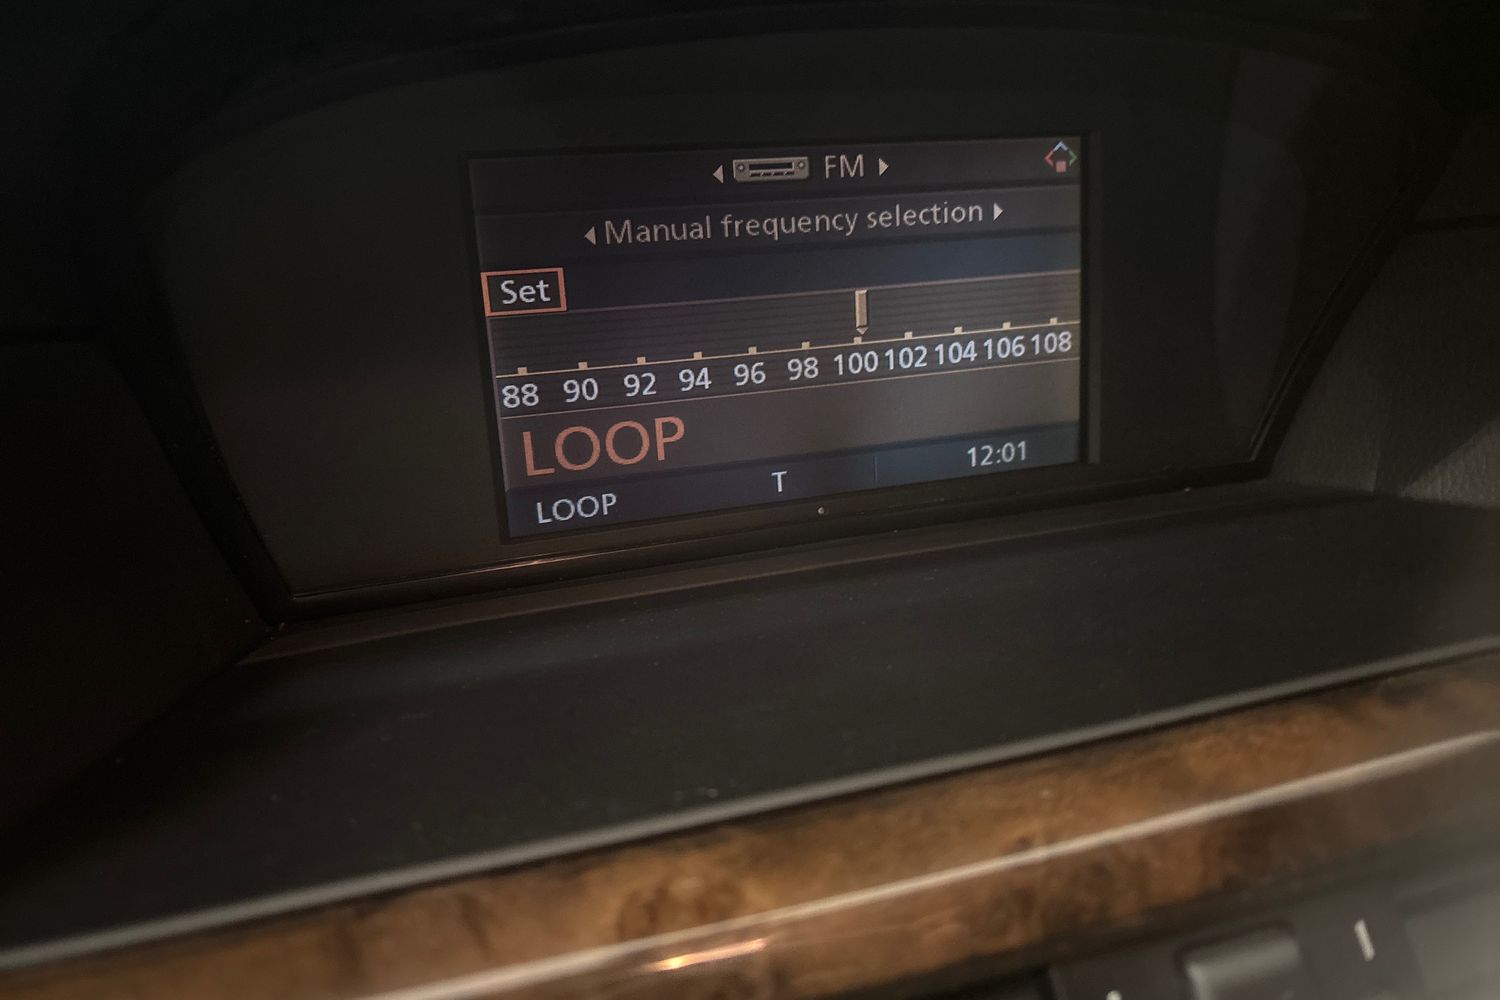 FM
Manual frequency selection
Set
88 90 92 94 96 98 100 102 104 106 108
LOOP
LOOP T 12:01